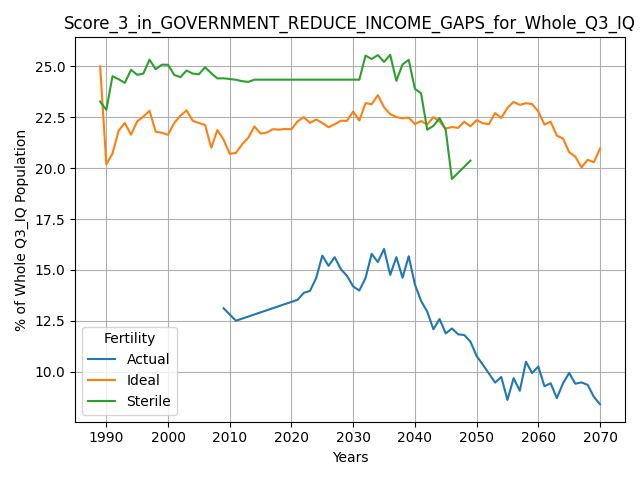 Score_3_in_GOVERNMENT_REDUCE_INCOME_GAPS_for_Whole_Q3_IQ
% of Whole Q3_IQ Population
25.0
22.5
20.0
17.5
15.0
12.5
10.0
Fertility
Actual
Ideal
Sterile
1990 2000 2010 2020 2030 2040 2050 2060 2070
Years